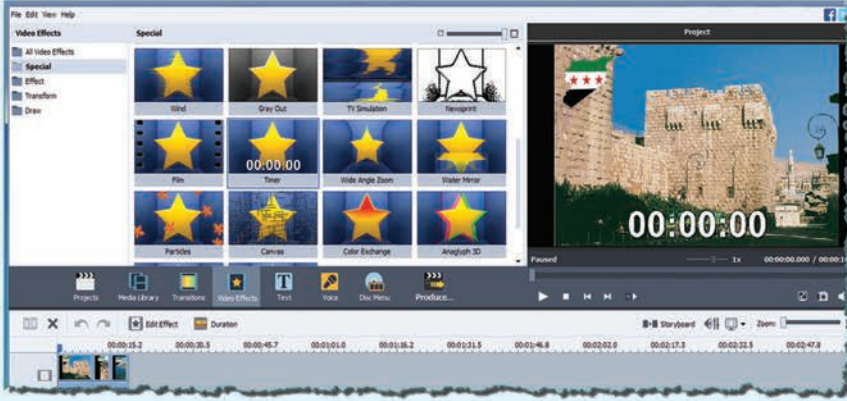 File Edit View Help
Video Effects
Special
Project
All Video Effects
Special
Effect
Transform
Draw
Wind
Gray Out
TV Simulation
Newsprint
00:00:00
Film
Timer
Wide Angle Zoom
Water Mirror
Particles
Canvas
Color Exchange
Anaglyph 3D
00:00:00
Paused
1x
00:00:00.000 / 00:00:1
Projects
Media Library
Transitions
Video Effects
Text
Voice
Disc Menu
Produce...
Edit Effect
Duration
Storyboard
Zoom:
00:00:15.2 00:00:30.5 00:00:45.7 00:01:01.0 00:01:16.2 00:01:31.5 00:01:46.8 00:02:02.0 00:02:17.3 00:02:32.5 00:02:47.8